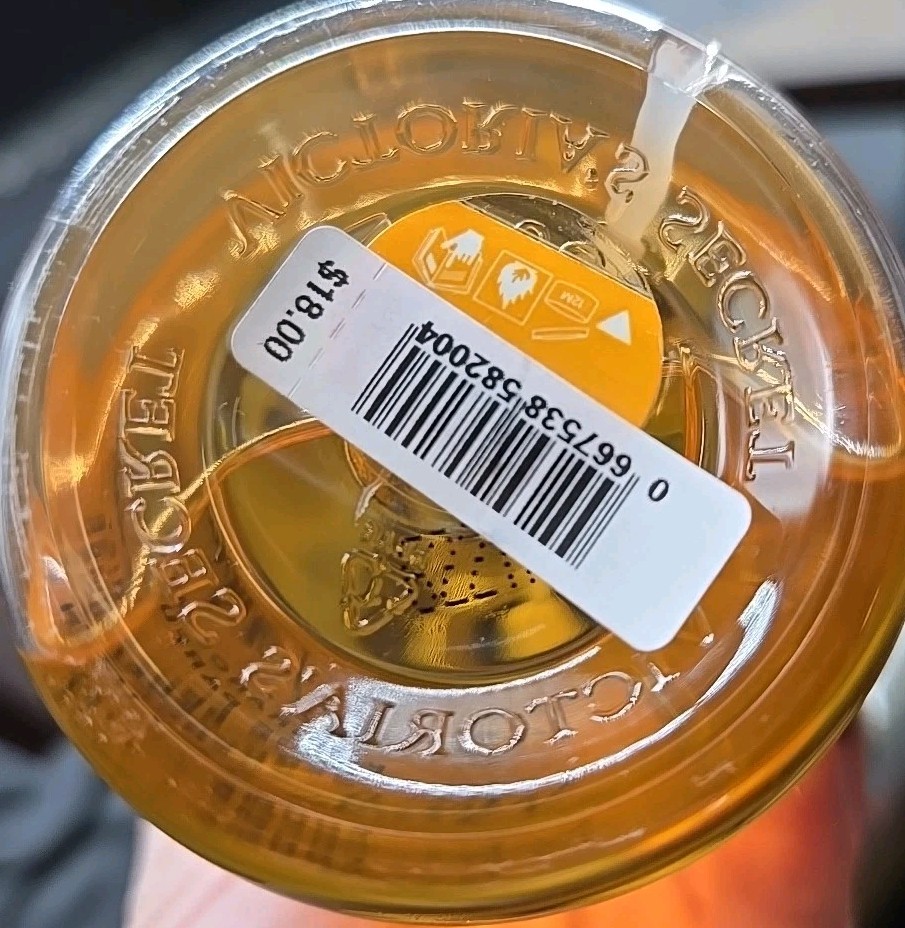 VICTORIA'S SECRET
VICTORIA'S SECRET
$18.00
0 667538 582004
12M